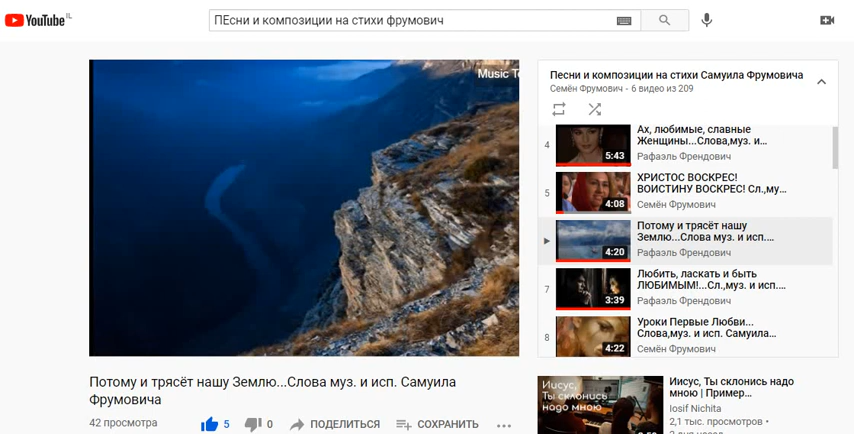 YouTube IL
ПЕсни и композиции на стихи фрумович
Music Te
Потому и трясёт нашу Землю...Слова муз. и исп. Самуила
Фрумовича
42 просмотра
5
0
ПОДЕЛИТЬСЯ
СОХРАНИТЬ
Песни и композиции на стихи Самуила Фрумовича
Семён Фрумович - 6 видео из 209
4
5:43
Ах, любимые, славные
Женщины...Слова,муз. и...
Рафаэль Френдович
5
4:08
ХРИСТОС ВОСКРЕС!
ВОИСТИНУ ВОСКРЕС! Сл.,му...
Семён Фрумович
4:20
Потому и трясёт нашу
Землю...Слова муз. и исп....
Рафаэль Френдович
7
3:39
Любить, ласкать и быть
ЛЮБИМЫМ!...Сл.,муз. и исп....
Рафаэль Френдович
8
4:22
Уроки Первые Любви...
Слова,муз. и исп. Самуила...
Семён Фрумович
Иисус,
Ты склонись
надо мною
Иисус, Ты склонись надо
мною | Пример...
Iosif Nichita
2,1 тыс. просмотров •